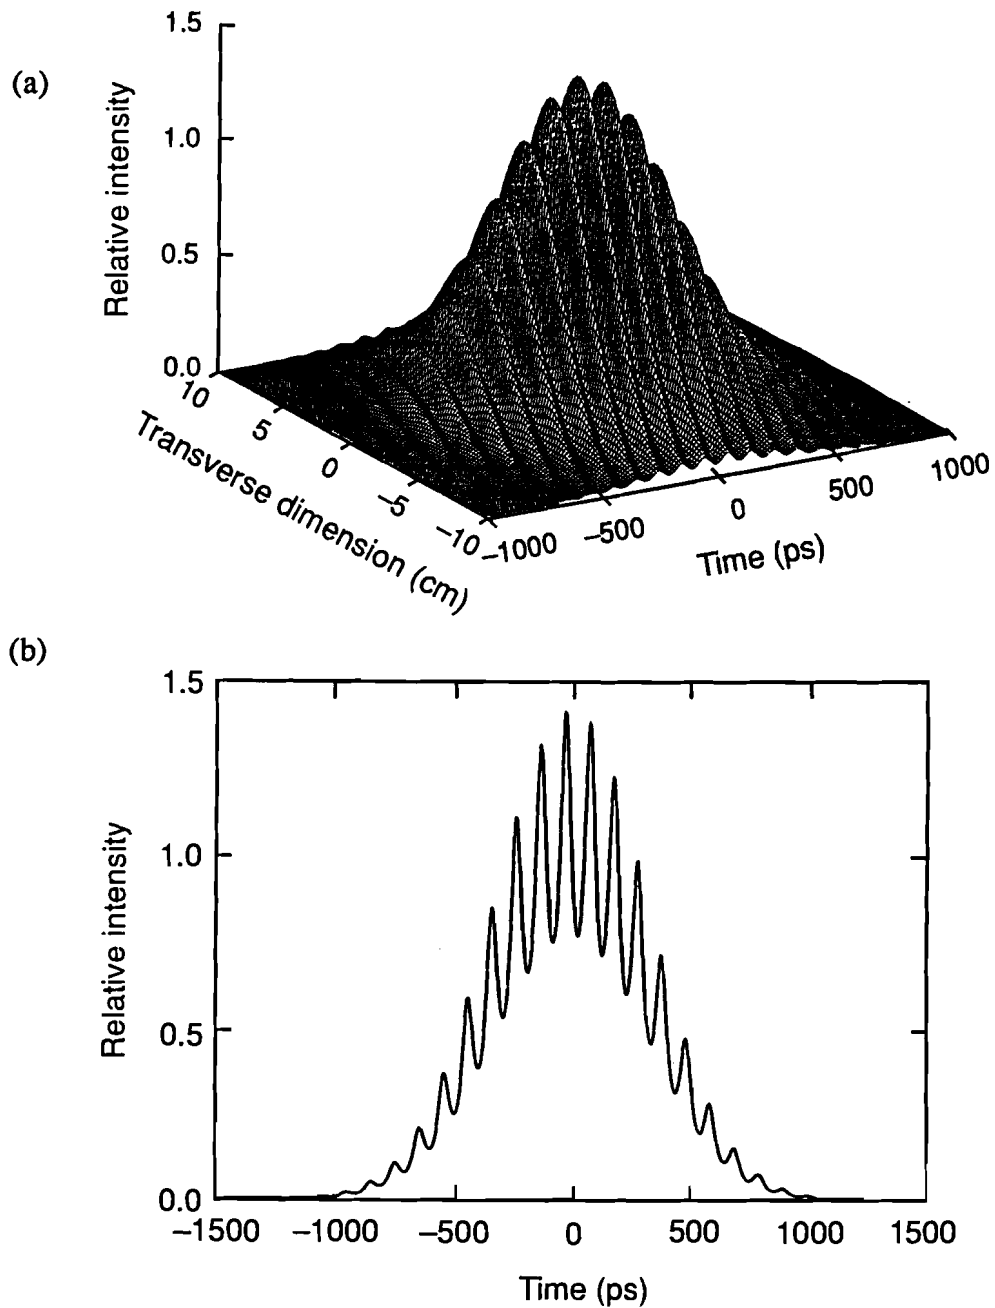 (a)
1.5
1.0
0.5
0.0
Relative intensity
10
5
0
–5
–10
Transverse dimension (cm)
–1000
–500
0
500
1000
Time (ps)
(b)
1.5
1.0
0.5
0.0
Relative intensity
–1500 –1000 –500 0 500 1000 1500
Time (ps)